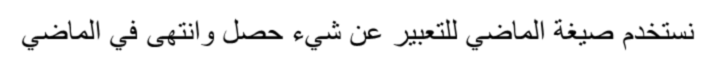 نستخدم صيغة الماضي للتعبير عن شيء حصل وانتهى في الماضي